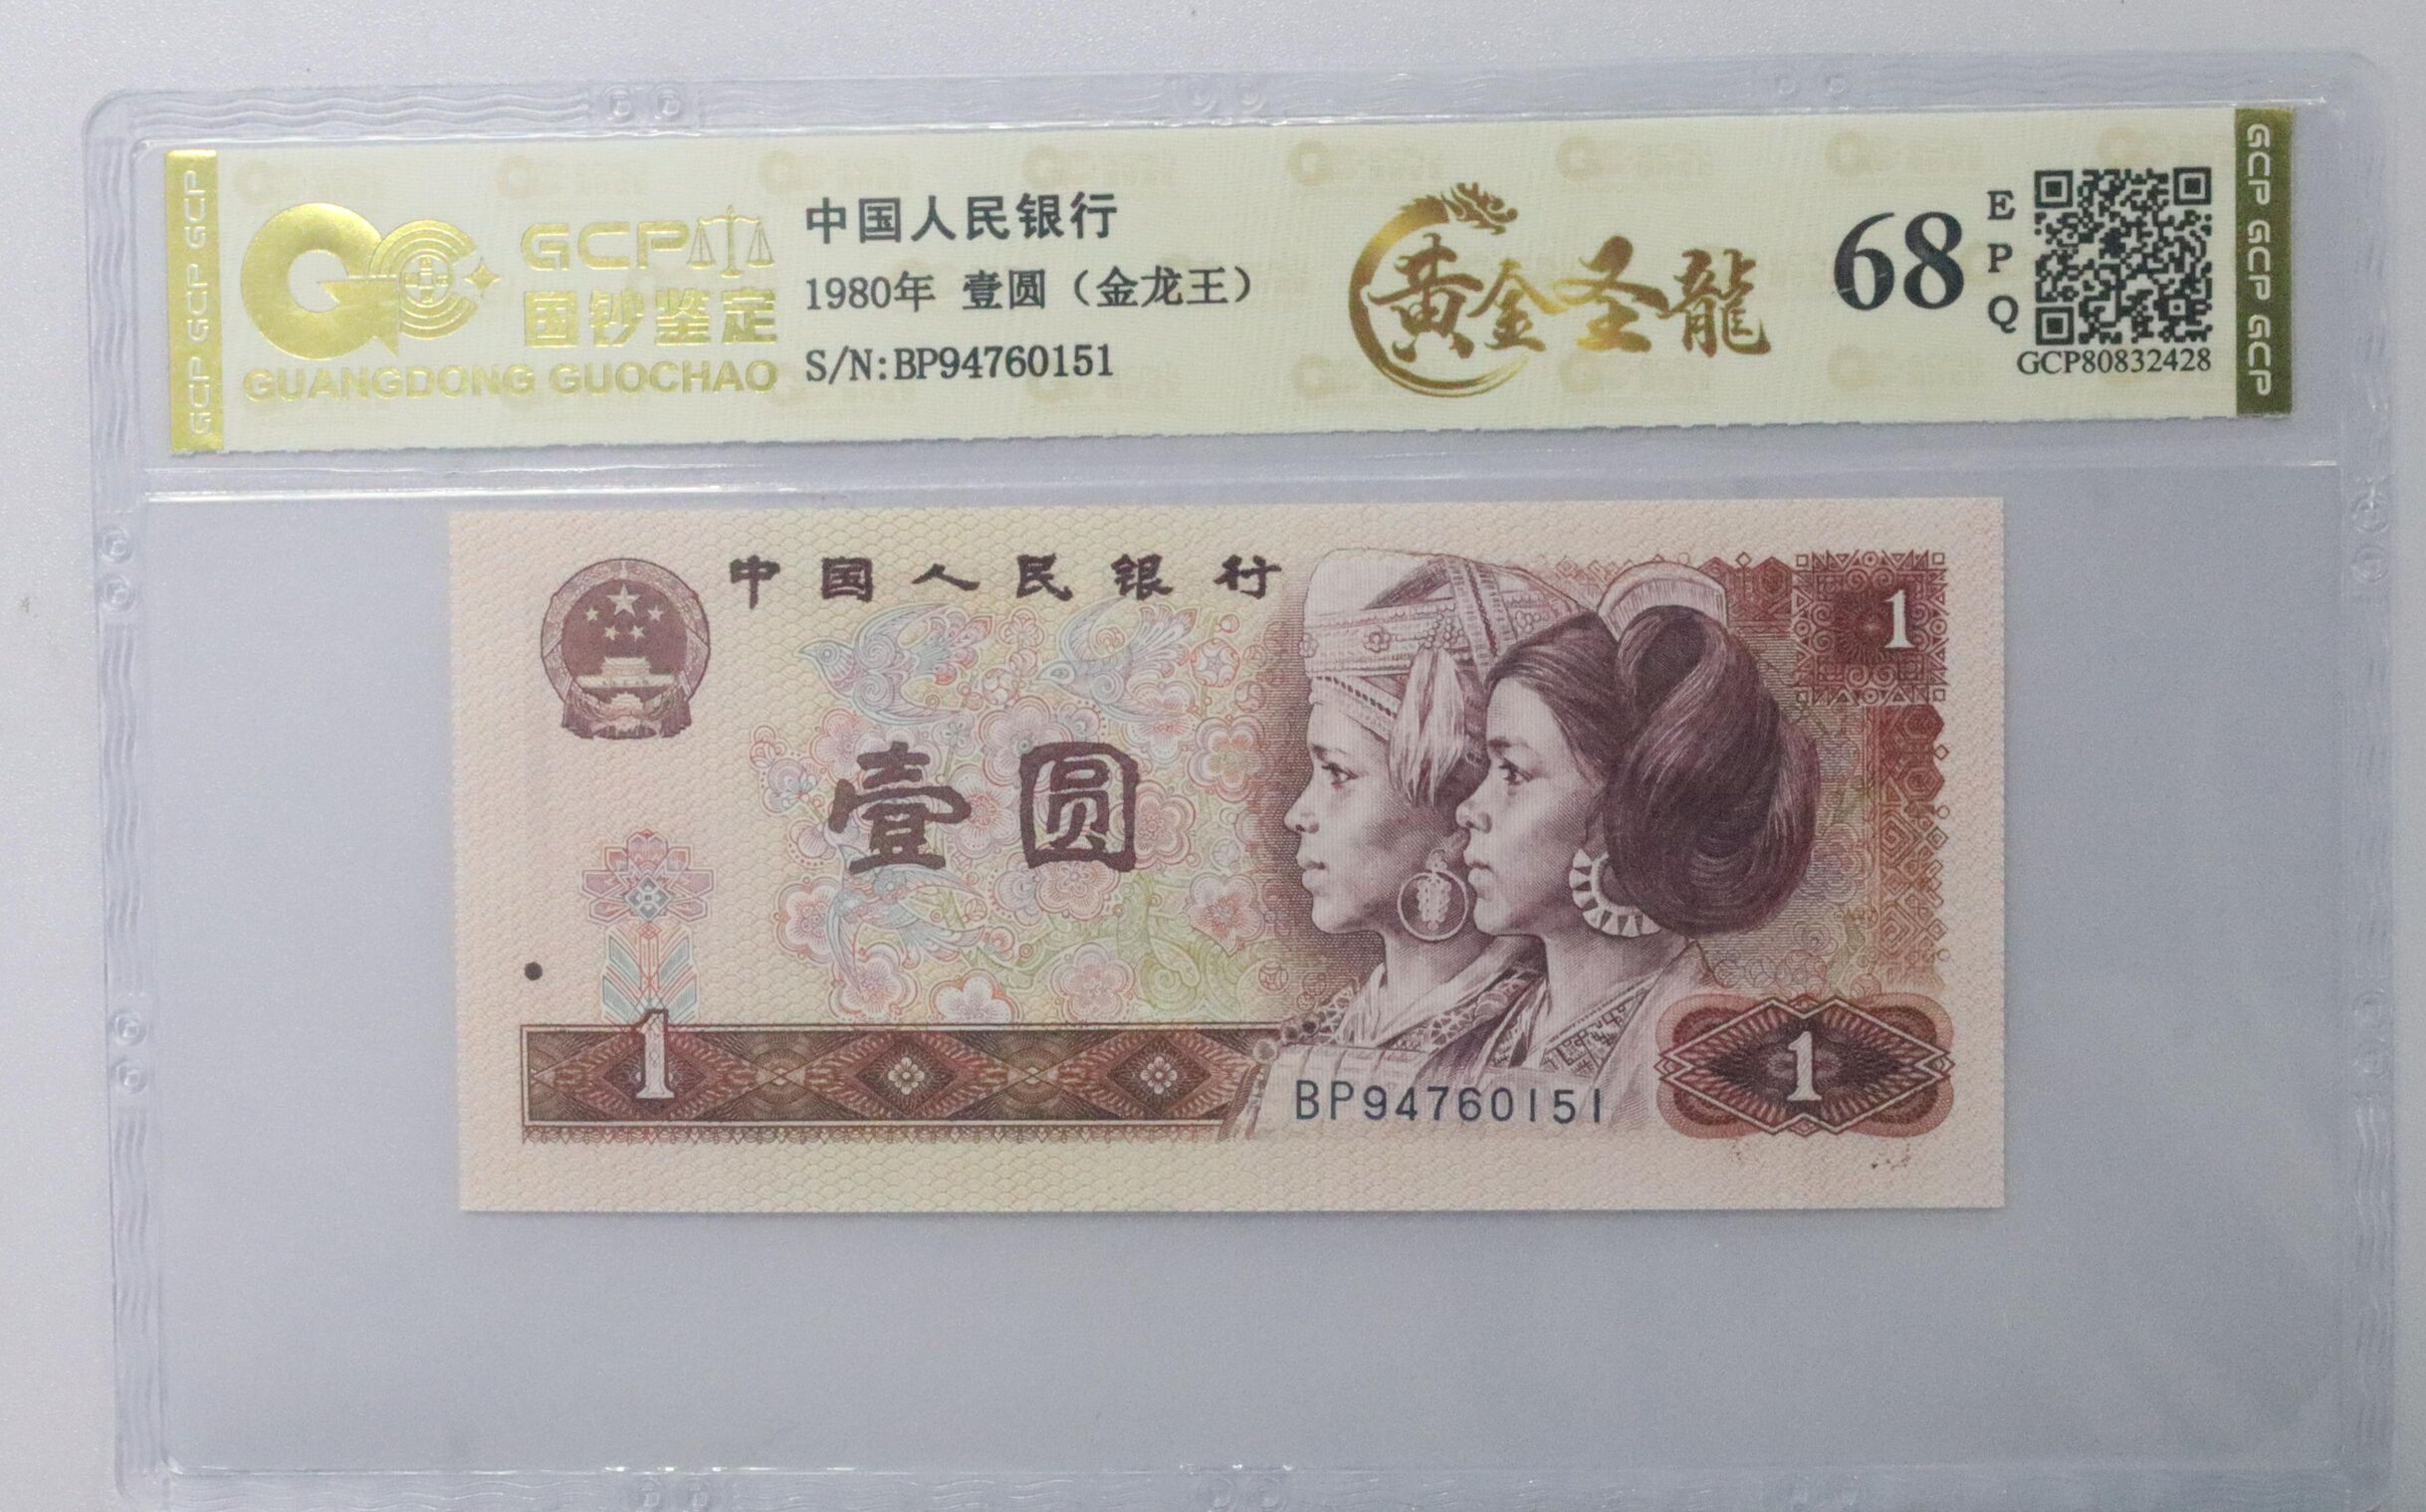 GCP GCP GCP
GCP
国钞鉴定
GUANGDONG GUOCHAO
中国人民银行
1980年 壹圆（金龙王）
S/N:BP94760151
黄金圣龍
68
E
P
Q
GCP80832428
GCP GCP GCP
中国人民银行
1
壹圆
1
BP94760151
1